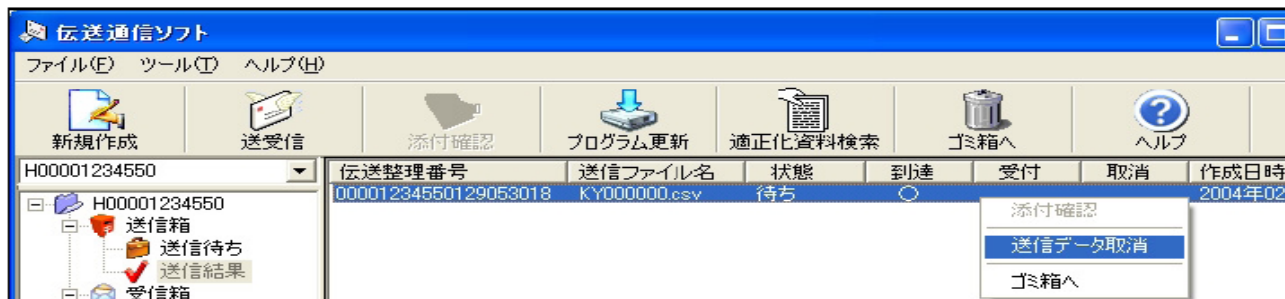 伝送通信ソフト
ファイル(F) ツール(T) ヘルプ(H)
新規作成 送受信 添付確認 プログラム更新 適正化資料検索 ゴミ箱へ ヘルプ
H00001234550
伝送整理番号 送信ファイル名 状態 到達 受付 取消 作成日時
00001234550129053018 KY000000.csv 待ち ○ 2004年02
H00001234550
送信箱
送信待ち
送信結果
受信箱
添付確認
送信データ取消
ゴミ箱へ